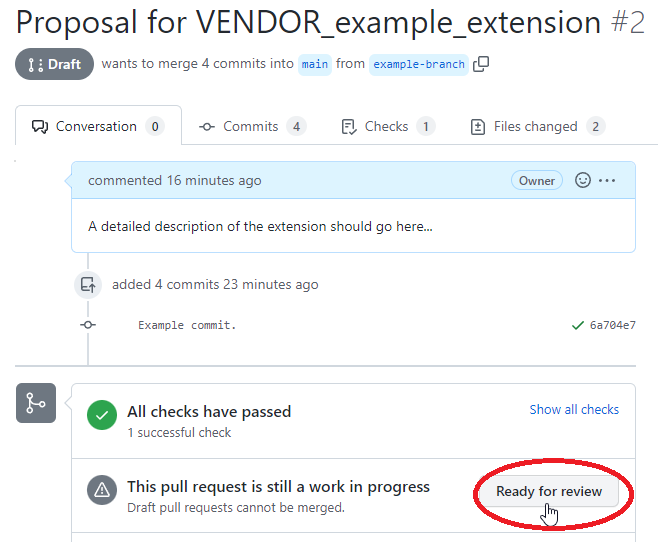 Proposal for VENDOR_example_extension #2
Draft wants to merge 4 commits into main from example-branch
Conversation 0 Commits 4 Checks 1 Files changed 2
commented 16 minutes ago Owner
A detailed description of the extension should go here...
added 4 commits 23 minutes ago
Example commit. 6a704e7
All checks have passed Show all checks
1 successful check
This pull request is still a work in progress Ready for review
Draft pull requests cannot be merged.